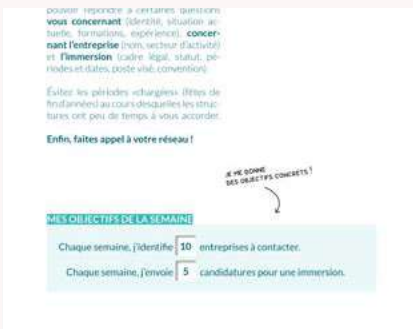 pouvoir répondre à certaines questions
vous concernant (identité, situation ac-
tuelle, formations, expérience), concer-
nant l'entreprise (nom, secteur d'activité)
et l'immersion (cadre légal, statut, pé-
riodes et dates, poste visé, convention).
Évitez les périodes «chargées» (fêtes de
fin d'années) au cours desquelles les struc-
tures ont peu de temps à vous accorder.
Enfin, faites appel à votre réseau !
JE ME DONNE
DES OBJECTIFS CONCRETS !
MES OBJECTIFS DE LA SEMAINE
Chaque semaine, j'identifie 10 entreprises à contacter.
Chaque semaine, j'envoie 5 candidatures pour une immersion.